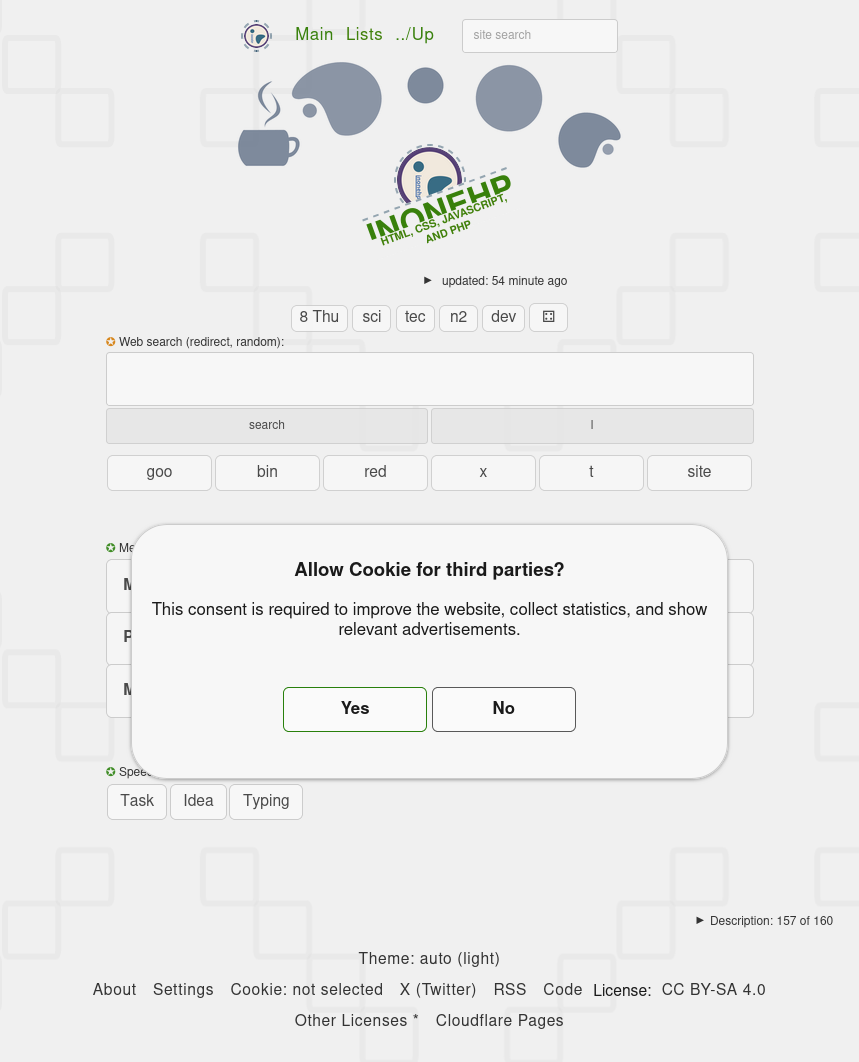 Main Lists ../Up
site search
INONEHP
HTML, CSS, JAVASCRIPT,
AND PHP
► updated: 54 minute ago
8 Thu sci tec n2 dev ⚃
✪ Web search (redirect, random):
search l
goo bin red x t site
✪
Allow Cookie for third parties?
This consent is required to improve the website, collect statistics, and show
relevant advertisements.
Yes No
✪
Task Idea Typing
► Description: 157 of 160
Theme: auto (light)
About Settings Cookie: not selected X (Twitter) RSS Code License: CC BY-SA 4.0
Other Licenses * Cloudflare Pages